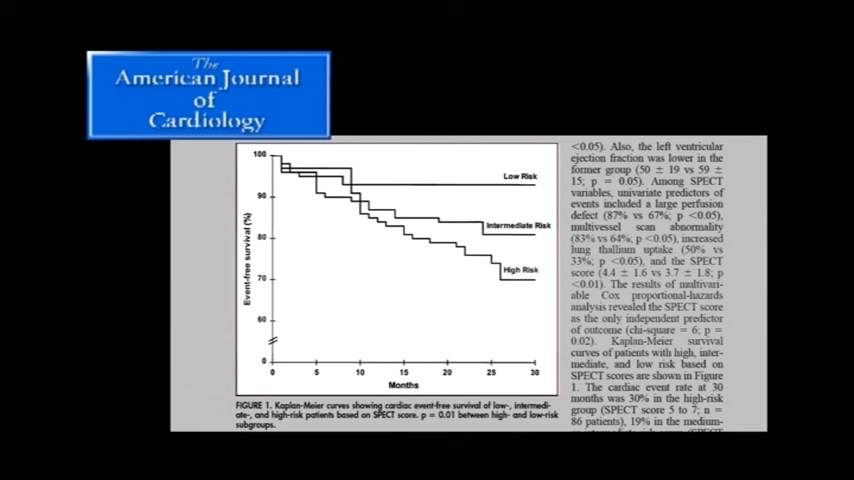 The
American Journal
of
Cardiology
100
90
80
70
60
0
Event-free survival (%)
Low Risk
Intermediate Risk
High Risk
0 5 10 15 20 25 30
Months
FIGURE 1. Kaplan-Meier curves showing cardiac event-free survival of low-, intermedi-
ate-, and high-risk patients based on SPECT score. p = 0.01 between high- and low-risk
subgroups.
<0.05). Also, the left ventricular
ejection fraction was lower in the
former group (50 ± 19 vs 59 ±
15; p = 0.05). Among SPECT
variables, univariate predictors of
events included a large perfusion
defect (87% vs 67%; p <0.05),
multivessel scan abnormality
(83% vs 64%; p <0.05), increased
lung thallium uptake (50% vs
33%; p <0.05), and the SPECT
score (4.4 ± 1.6 vs 3.7 ± 1.8; p
<0.01). The results of multivari-
able Cox proportional-hazards
analysis revealed the SPECT score
as the only independent predictor
of outcome (chi-square = 6; p =
0.02). Kaplan-Meier survival
curves of patients with high, inter-
mediate, and low risk based on
SPECT scores are shown in Figure
1. The cardiac event rate at 30
months was 30% in the high-risk
group (SPECT score 5 to 7; n =
86 patients), 19% in the medium-